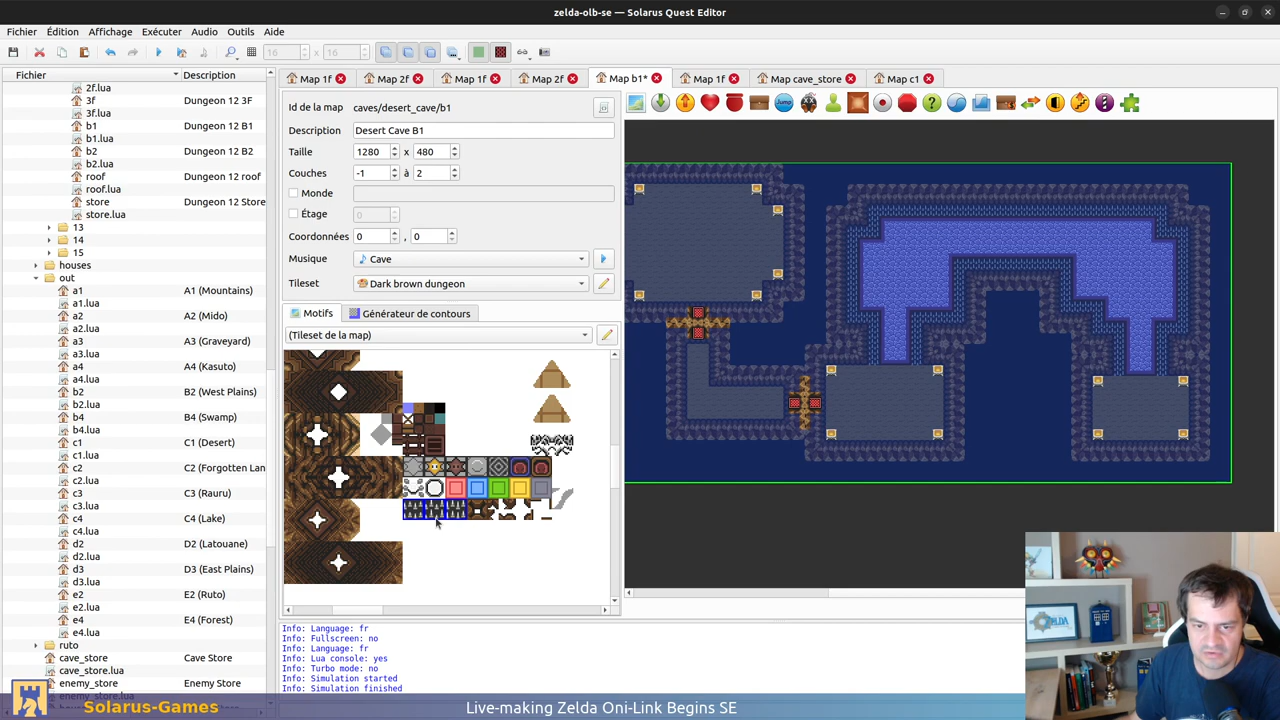 zelda-olb-se — Solarus Quest Editor
Fichier Édition Affichage Exécuter Audio Outils Aide
16 x 16
Fichier Description
2f.lua
3f Dungeon 12 3F
3f.lua
b1 Dungeon 12 B1
b1.lua
b2 Dungeon 12 B2
b2.lua
roof Dungeon 12 roof
roof.lua
store Dungeon 12 Store
store.lua
13
14
15
houses
out
a1 A1 (Mountains)
a1.lua
a2 A2 (Mido)
a2.lua
a3 A3 (Graveyard)
a3.lua
a4 A4 (Kasuto)
a4.lua
b2 B2 (West Plains)
b2.lua
b4 B4 (Swamp)
b4.lua
c1 C1 (Desert)
c1.lua
c2 C2 (Forgotten Lan
c2.lua
c3 C3 (Rauru)
c3.lua
c4 C4 (Lake)
c4.lua
d2 D2 (Latouane)
d2.lua
d3 D3 (East Plains)
d3.lua
e2 E2 (Ruto)
e2.lua
e4 E4 (Forest)
e4.lua
ruto
cave_store Cave Store
cave_store.lua
enemy_store Enemy Store
Map 1f Map 2f Map 1f Map 2f Map b1* Map 1f Map cave_store Map c1
Id de la map caves/desert_cave/b1
Description Desert Cave B1
Taille 1280 x 480
Couches -1 à 2
Monde
Étage 0
Coordonnées 0 , 0
Musique Cave
Tileset Dark brown dungeon
Motifs Générateur de contours
(Tileset de la map)
Jump
Info: Language: fr
Info: Fullscreen: no
Info: Language: fr
Info: Lua console: yes
Info: Turbo mode: no
Info: Simulation started
Info: Simulation finished
Solarus-Games
Live-making Zelda Oni-Link Begins SE